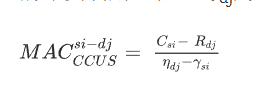 $MAC_{CCUS}^{si-dj} = \frac{C_{si} - R_{dj}}{\eta_{dj} - \gamma_{si}}$